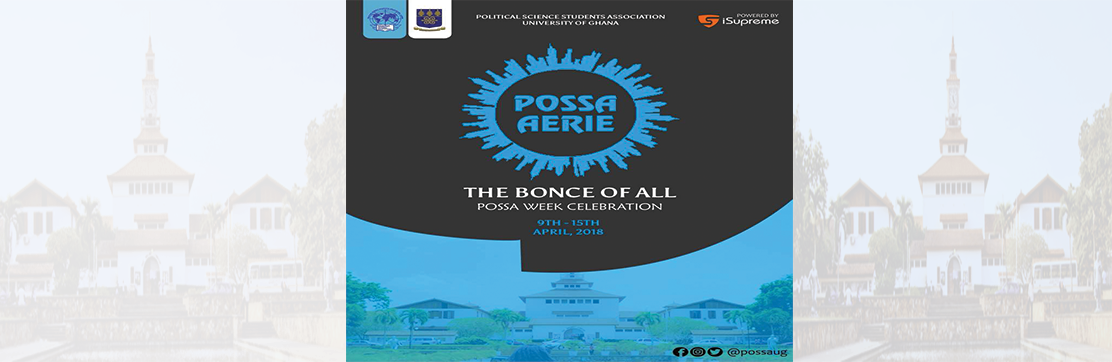 POLITICAL SCIENCE STUDENTS ASSOCIATION
UNIVERSITY OF GHANA
POWERED BY
iSupreme
POSSA
AERIE
THE BONCE OF ALL
POSSA WEEK CELEBRATION
9TH - 15TH
APRIL, 2018
@possaug